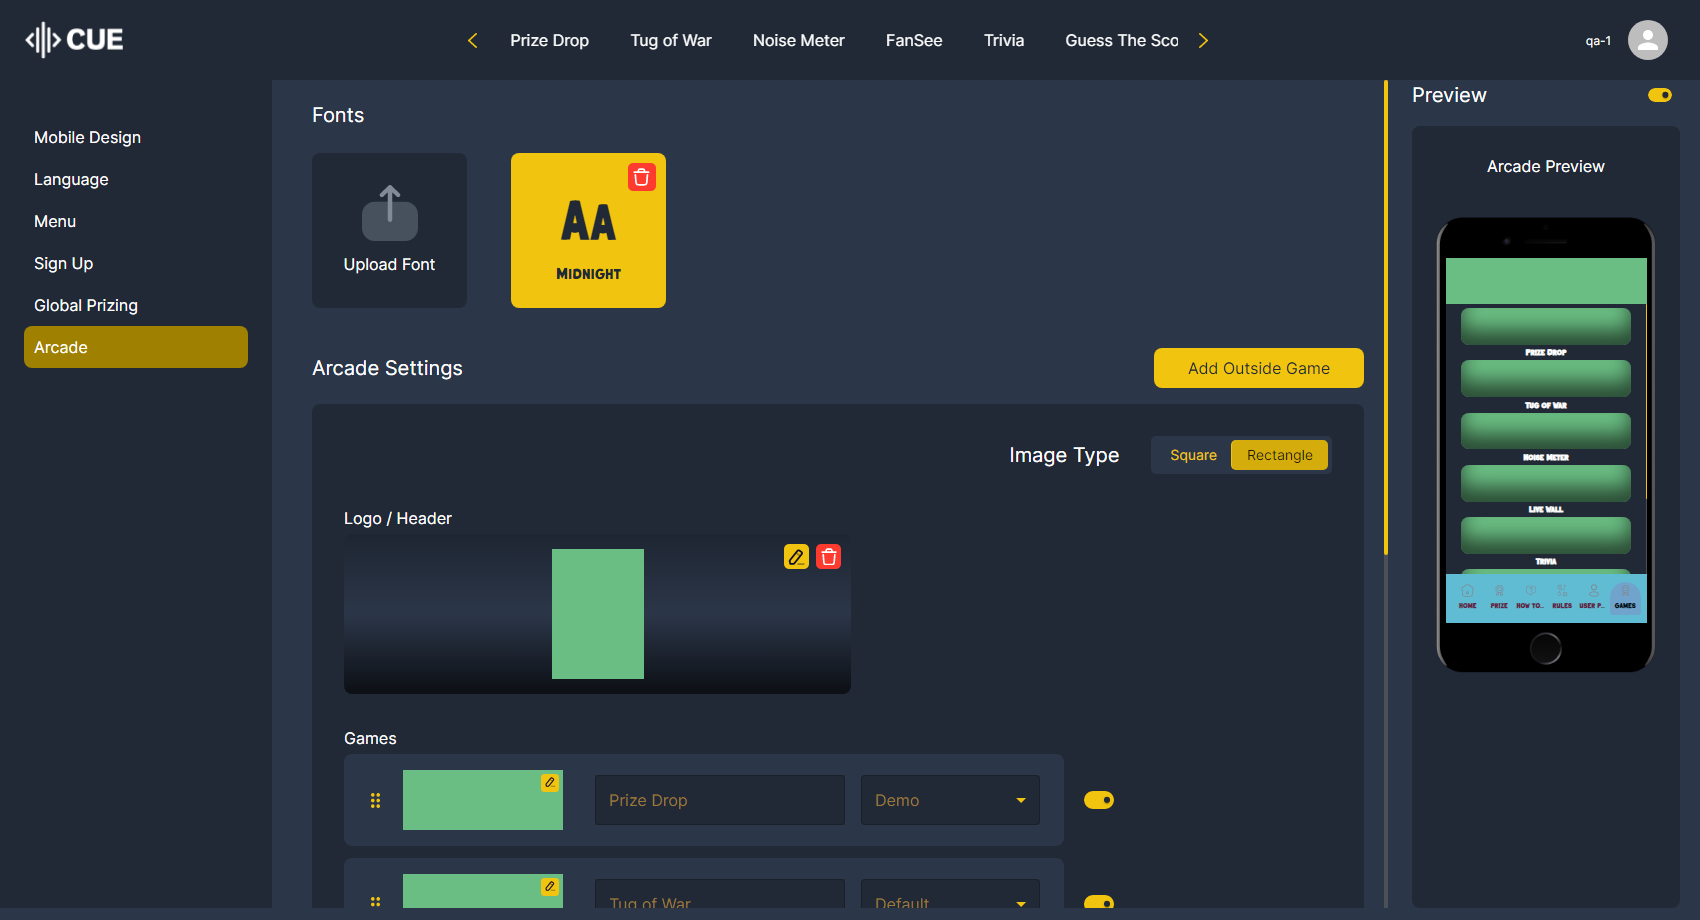 CUE
Prize Drop Tug of War Noise Meter FanSee Trivia Guess The Sco
qa-1
Mobile Design
Language
Menu
Sign Up
Global Prizing
Arcade
Fonts
Upload Font
AA
MIDNIGHT
Arcade Settings
Add Outside Game
Image Type
Square
Rectangle
Logo / Header
Games
Prize Drop
Demo
Tug of War
Default
Preview
Arcade Preview
PRIZE DROP
TUG OF WAR
NOISE METER
LIVE WALL
TRIVIA
HOME PRIZE HOW TO.. RULES USER P.. GAMES